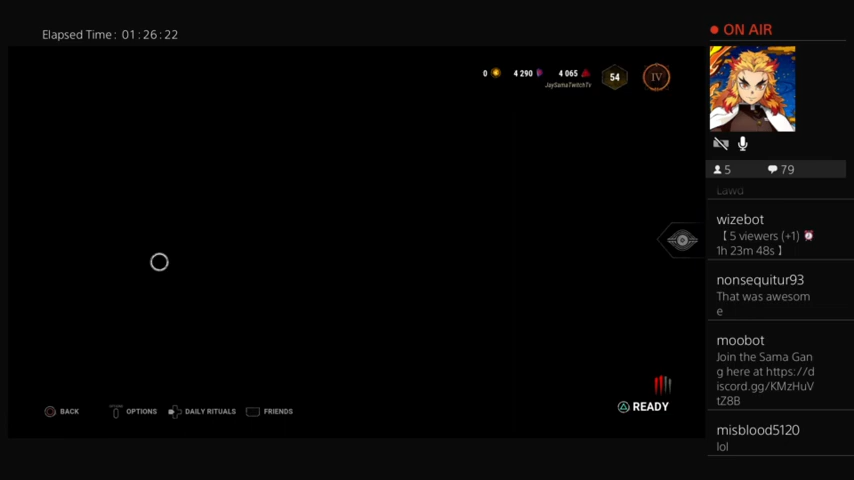 Elapsed Time: 01:26:22
ON AIR
0 4 290 4 065
JaySamaTwitchTv
54
IV
5 79
Lawd
wizebot
【 5 viewers (+1) ⏰
1h 23m 48s 】
nonsequitur93
That was awesom
e
moobot
Join the Sama Gan
g here at https://d
iscord.gg/KMzHuV
tZ8B
misblood5120
lol
BACK OPTIONS DAILY RITUALS FRIENDS
READY